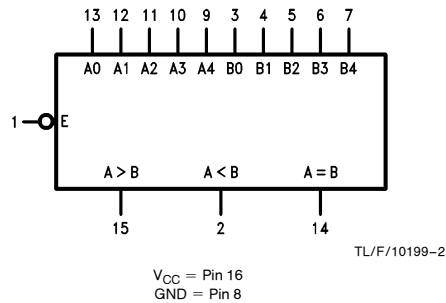 13 12 11 10 9 3 4 5 6 7
A0 A1 A2 A3 A4 B0 B1 B2 B3 B4
1 E
A > B A < B A = B
15 2 14
TL/F/10199–2
VCC = Pin 16
GND = Pin 8